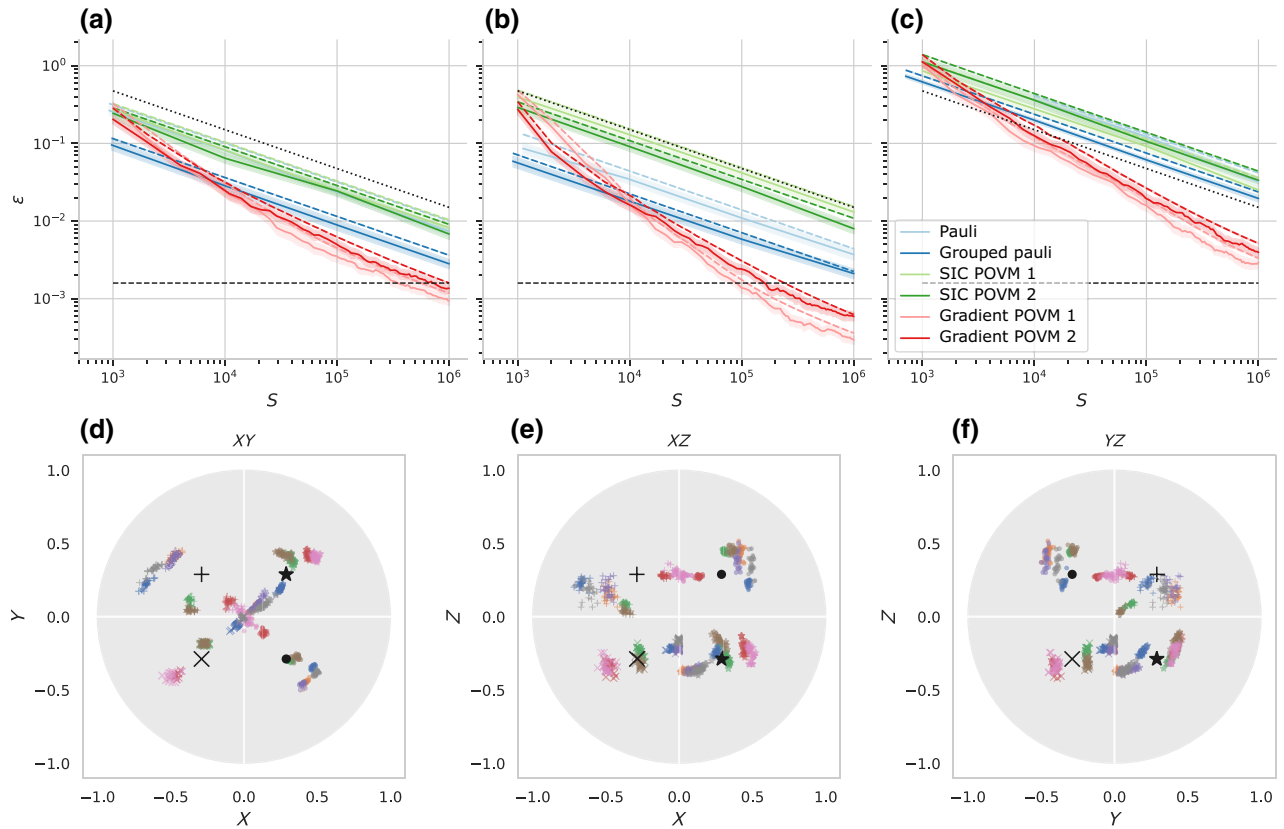 (a)
(b)
(c)
10⁰
10⁻¹
10⁻²
10⁻³
ε
Pauli
Grouped pauli
SIC POVM 1
SIC POVM 2
Gradient POVM 1
Gradient POVM 2
10³ 10⁴ 10⁵ 10⁶
10³ 10⁴ 10⁵ 10⁶
10³ 10⁴ 10⁵ 10⁶
S
S
S
(d) XY
(e) XZ
(f) YZ
1.0
0.5
0.0
−0.5
−1.0
Y
−1.0 −0.5 0.0 0.5 1.0
X
1.0
0.5
0.0
−0.5
−1.0
Z
−1.0 −0.5 0.0 0.5 1.0
X
1.0
0.5
0.0
−0.5
−1.0
Z
−1.0 −0.5 0.0 0.5 1.0
Y